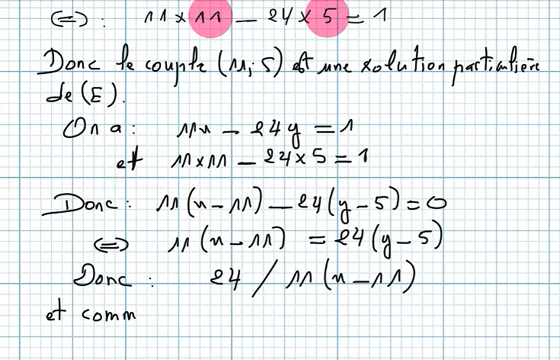 (⟺) : 11 × 11 – 24 × 5 = 1
Donc le couple (11; 5) est une solution particulière
de (E).
On a : 11x – 24y = 1
et 11×11 – 24×5 = 1
Donc : 11(x – 11) – 24(y – 5) = 0
⟺ 11(x – 11) = 24(y – 5)
Donc : 24 / 11(x – 11)
et comm